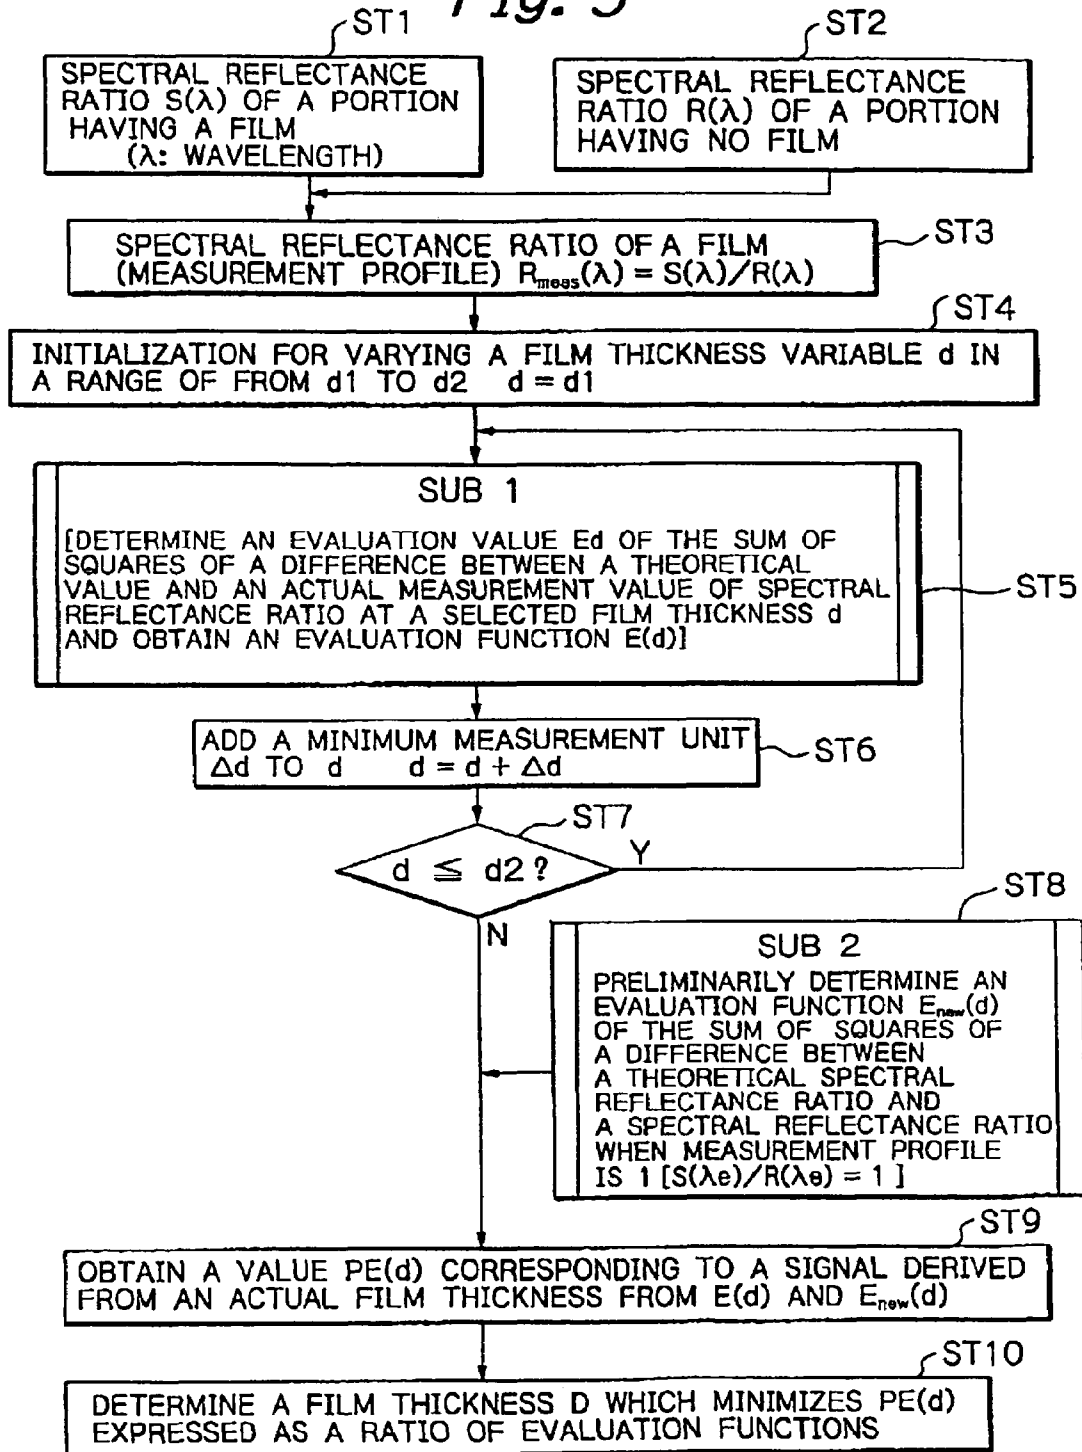 Fig. 5
ST1
SPECTRAL REFLECTANCE
RATIO S(λ) OF A PORTION
HAVING A FILM
(λ: WAVELENGTH)
ST2
SPECTRAL REFLECTANCE
RATIO R(λ) OF A PORTION
HAVING NO FILM
ST3
SPECTRAL REFLECTANCE RATIO OF A FILM
(MEASUREMENT PROFILE) Rmeas(λ) = S(λ)/R(λ)
ST4
INITIALIZATION FOR VARYING A FILM THICKNESS VARIABLE d IN
A RANGE OF FROM d1 TO d2 d = d1
SUB 1
[DETERMINE AN EVALUATION VALUE Ed OF THE SUM OF
SQUARES OF A DIFFERENCE BETWEEN A THEORETICAL
VALUE AND AN ACTUAL MEASUREMENT VALUE OF SPECTRAL
REFLECTANCE RATIO AT A SELECTED FILM THICKNESS d
AND OBTAIN AN EVALUATION FUNCTION E(d)]
ST5
ADD A MINIMUM MEASUREMENT UNIT
Δd TO d d = d + Δd
ST6
ST7
d ≦ d2 ?
Y
N
ST8
SUB 2
PRELIMINARILY DETERMINE AN
EVALUATION FUNCTION Enew(d)
OF THE SUM OF SQUARES OF
A DIFFERENCE BETWEEN
A THEORETICAL SPECTRAL
REFLECTANCE RATIO AND
A SPECTRAL REFLECTANCE RATIO
WHEN MEASUREMENT PROFILE
IS 1 [S(λe)/R(λe) = 1 ]
ST9
OBTAIN A VALUE PE(d) CORRESPONDING TO A SIGNAL DERIVED
FROM AN ACTUAL FILM THICKNESS FROM E(d) AND Enew(d)
ST10
DETERMINE A FILM THICKNESS D WHICH MINIMIZES PE(d)
EXPRESSED AS A RATIO OF EVALUATION FUNCTIONS